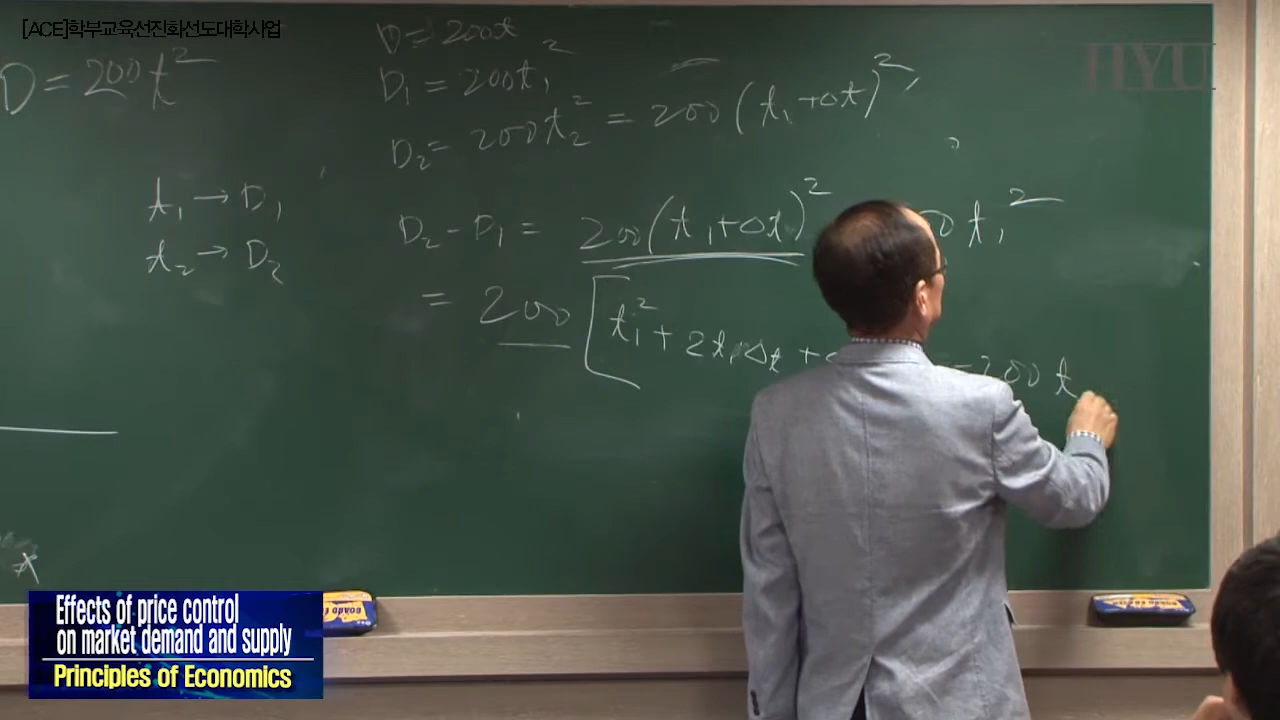 [ACE]학부교육선진화선도대학사업
HYU
D = 200t²
D = 200t²
D₁ = 200t₁²
D₂ = 200t₂² = 200(t₁+Δt)²
t₁ → D₁
t₂ → D₂
D₂ - D₁ = 200(t₁+Δt)² t₁²
= 200[t₁² + 2t₁Δt + - 200t
t
Effects of price control
on market demand and supply
Principles of Economics